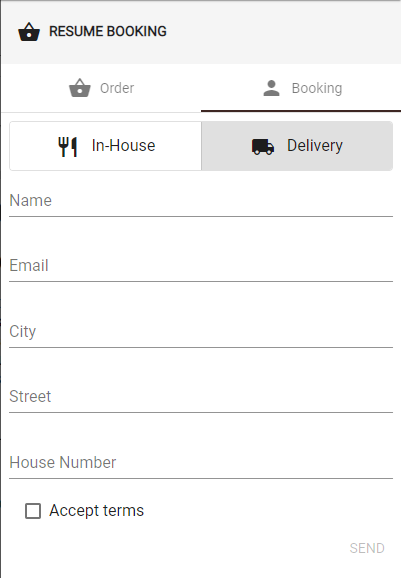 RESUME BOOKING
Order
Booking
In-House
Delivery
Name
Email
City
Street
House Number
Accept terms
SEND